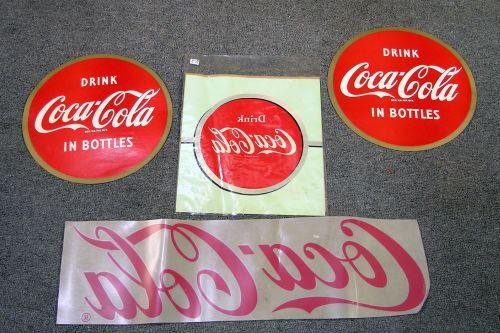 DRINK
Coca-Cola
IN BOTTLES
Drink
Coca-Cola
DRINK
Coca-Cola
IN BOTTLES
Coca-Cola
®